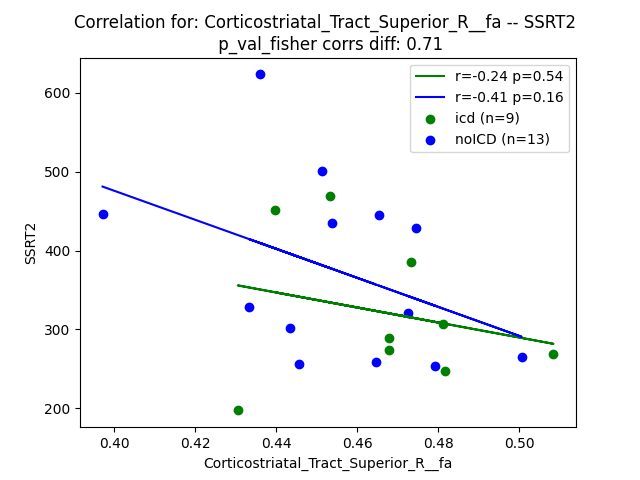 Correlation for: Corticostriatal_Tract_Superior_R__fa -- SSRT2
p_val_fisher corrs diff: 0.71
r=-0.24 p=0.54
r=-0.41 p=0.16
icd (n=9)
noICD (n=13)
SSRT2
600
500
400
300
200
0.40 0.42 0.44 0.46 0.48 0.50
Corticostriatal_Tract_Superior_R__fa